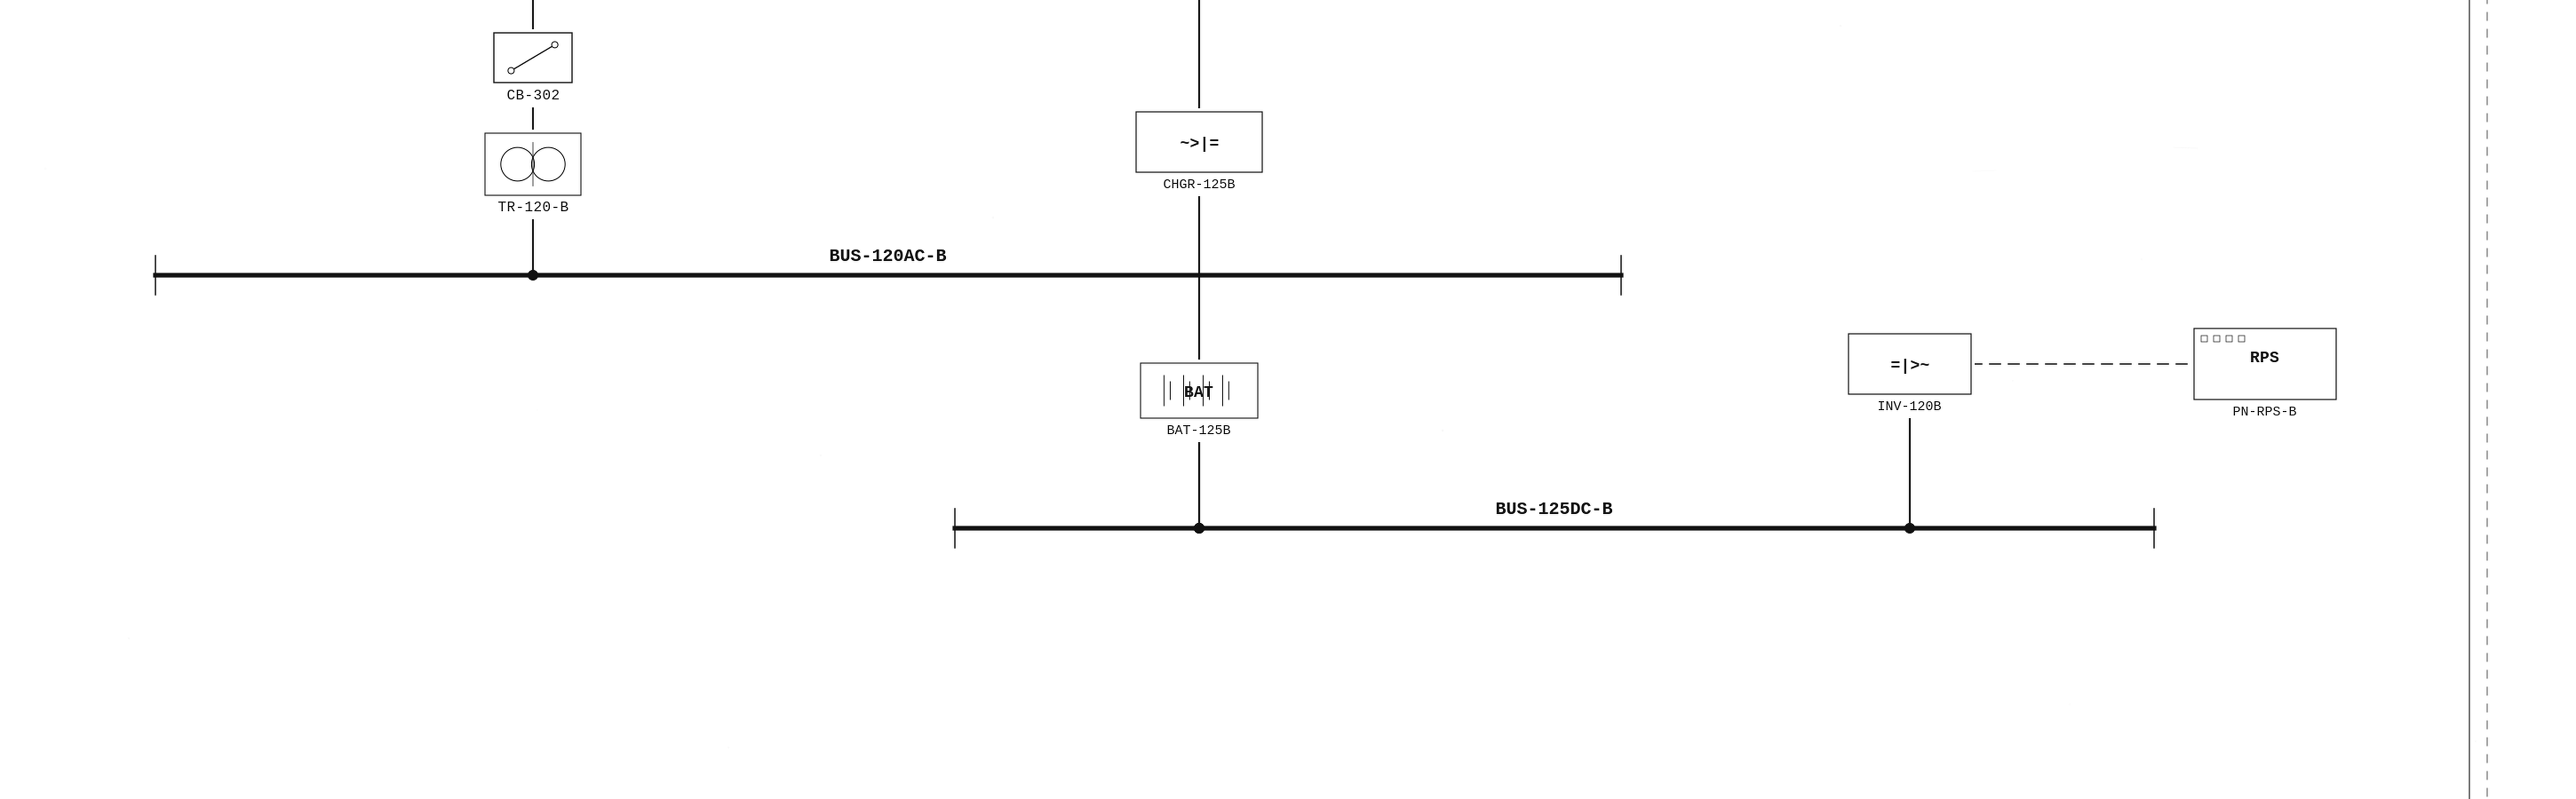 CB-302
~>|=
CHGR-125B
TR-120-B
BUS-120AC-B
RPS
=|>~
BAT
INV-120B
PN-RPS-B
BAT-125B
BUS-125DC-B